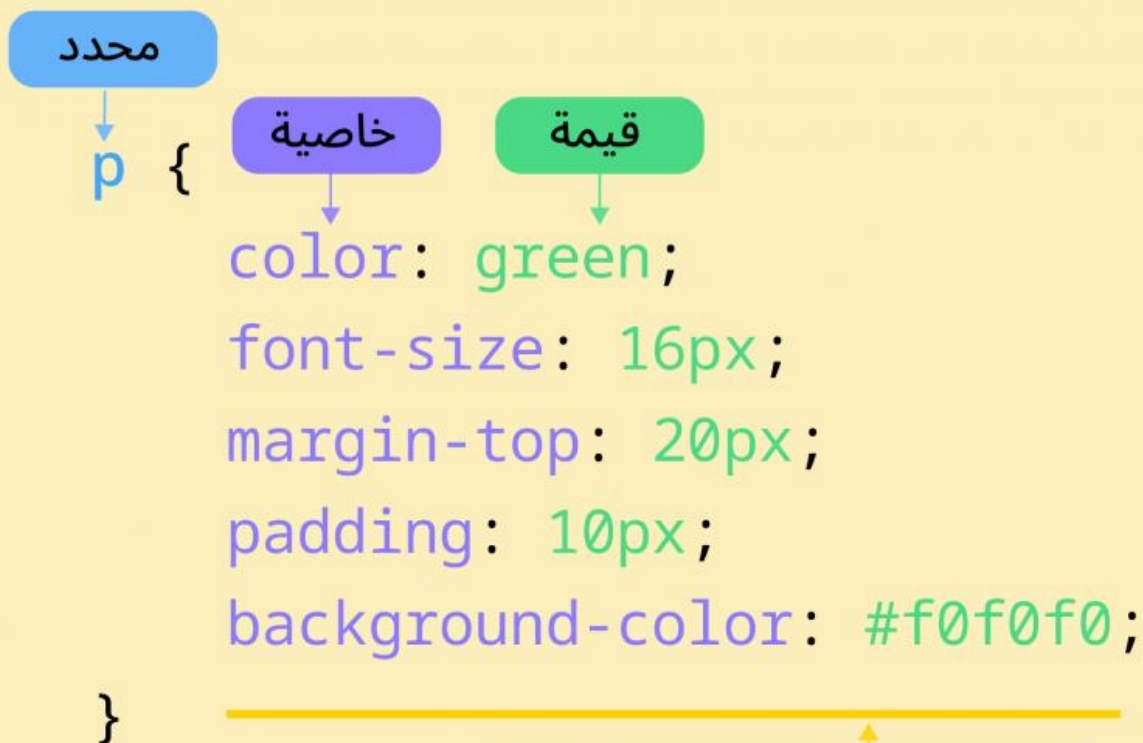 محدد
خاصية قيمة
p {
color: green;
font-size: 16px;
margin-top: 20px;
padding: 10px;
background-color: #f0f0f0;
}